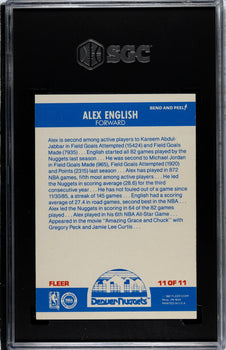 SGC
BEND AND PEEL
ALEX ENGLISH
FORWARD
Alex is second among active players to Kareem Abdul-
Jabbar in Field Goals Attempted (15424) and Field Goals
Made (7935) . . . English started all 82 games played by the
Nuggets last season . . . He was second to Michael Jordan
in Field Goals Made (965), Field Goals Attempted (1920)
and Points (2315) last season . . . Alex has played in 872
NBA games, fifth most among active players . . . He led
the Nuggets in scoring average (28.6) for the third
consecutive year . . . He has not fouled out of a game since
11/30/85, a streak of 145 games . . . English had a scoring
average of 27.4 in road games, second best in the NBA . . .
Alex led the Nuggets in scoring in 64 of the 82 games
played . . . Alex played in his 6th NBA All-Star Game . . .
Appeared in the movie "Amazing Grace and Chuck" with
Gregory Peck and Jamie Lee Curtis . . .
FLEER
11 OF 11
DENVER NUGGETS